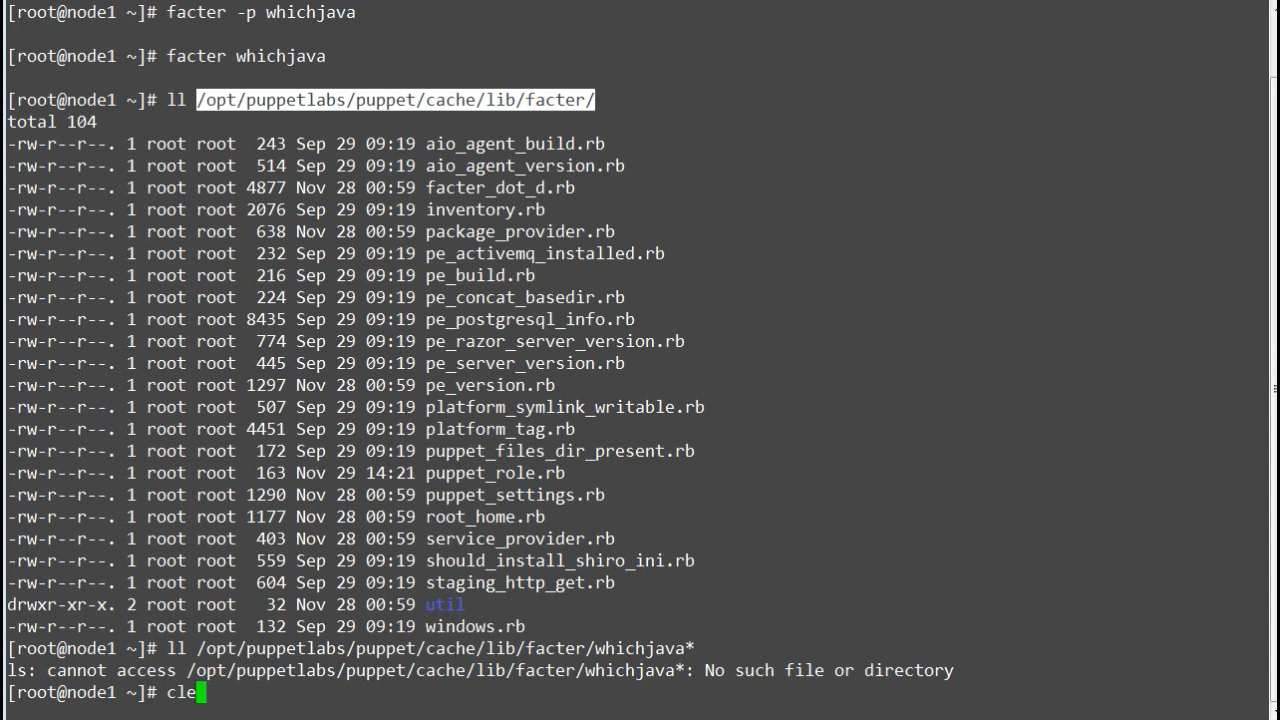 [root@node1 ~]# facter -p whichjava
[root@node1 ~]# facter whichjava
[root@node1 ~]# ll /opt/puppetlabs/puppet/cache/lib/facter/
total 104
-rw-r--r--. 1 root root  243 Sep 29 09:19 aio_agent_build.rb
-rw-r--r--. 1 root root  514 Sep 29 09:19 aio_agent_version.rb
-rw-r--r--. 1 root root 4877 Nov 28 00:59 facter_dot_d.rb
-rw-r--r--. 1 root root 2076 Sep 29 09:19 inventory.rb
-rw-r--r--. 1 root root  638 Nov 28 00:59 package_provider.rb
-rw-r--r--. 1 root root  232 Sep 29 09:19 pe_activemq_installed.rb
-rw-r--r--. 1 root root  216 Sep 29 09:19 pe_build.rb
-rw-r--r--. 1 root root  224 Sep 29 09:19 pe_concat_basedir.rb
-rw-r--r--. 1 root root 8435 Sep 29 09:19 pe_postgresql_info.rb
-rw-r--r--. 1 root root  774 Sep 29 09:19 pe_razor_server_version.rb
-rw-r--r--. 1 root root  445 Sep 29 09:19 pe_server_version.rb
-rw-r--r--. 1 root root 1297 Nov 28 00:59 pe_version.rb
-rw-r--r--. 1 root root  507 Sep 29 09:19 platform_symlink_writable.rb
-rw-r--r--. 1 root root 4451 Sep 29 09:19 platform_tag.rb
-rw-r--r--. 1 root root  172 Sep 29 09:19 puppet_files_dir_present.rb
-rw-r--r--. 1 root root  163 Nov 29 14:21 puppet_role.rb
-rw-r--r--. 1 root root 1290 Nov 28 00:59 puppet_settings.rb
-rw-r--r--. 1 root root 1177 Nov 28 00:59 root_home.rb
-rw-r--r--. 1 root root  403 Nov 28 00:59 service_provider.rb
-rw-r--r--. 1 root root  559 Sep 29 09:19 should_install_shiro_ini.rb
-rw-r--r--. 1 root root  604 Sep 29 09:19 staging_http_get.rb
drwxr-xr-x. 2 root root   32 Nov 28 00:59 util
-rw-r--r--. 1 root root  132 Sep 29 09:19 windows.rb
[root@node1 ~]# ll /opt/puppetlabs/puppet/cache/lib/facter/whichjava*
ls: cannot access /opt/puppetlabs/puppet/cache/lib/facter/whichjava*: No such file or directory
[root@node1 ~]# cle